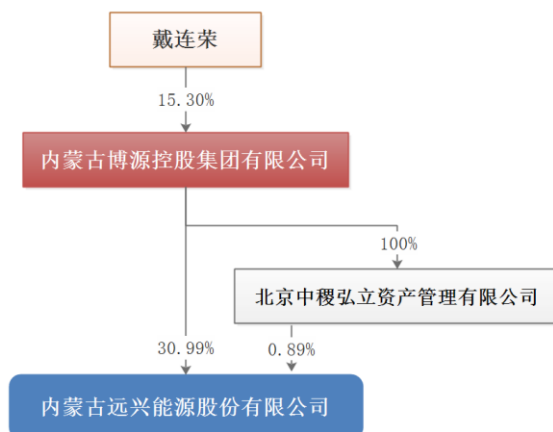 戴连荣
15.30%
内蒙古博源控股集团有限公司
100%
北京中稷弘立资产管理有限公司
30.99%
0.89%
内蒙古远兴能源股份有限公司